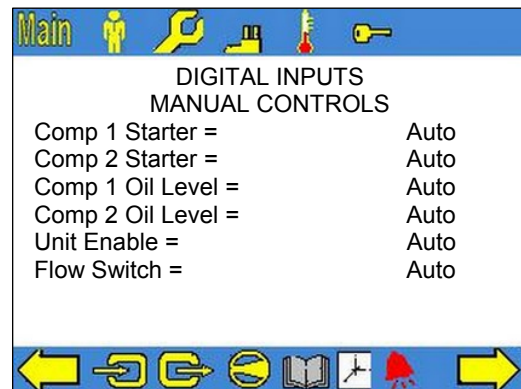 Main
DIGITAL INPUTS
MANUAL CONTROLS
Comp 1 Starter = Auto
Comp 2 Starter = Auto
Comp 1 Oil Level = Auto
Comp 2 Oil Level = Auto
Unit Enable = Auto
Flow Switch = Auto